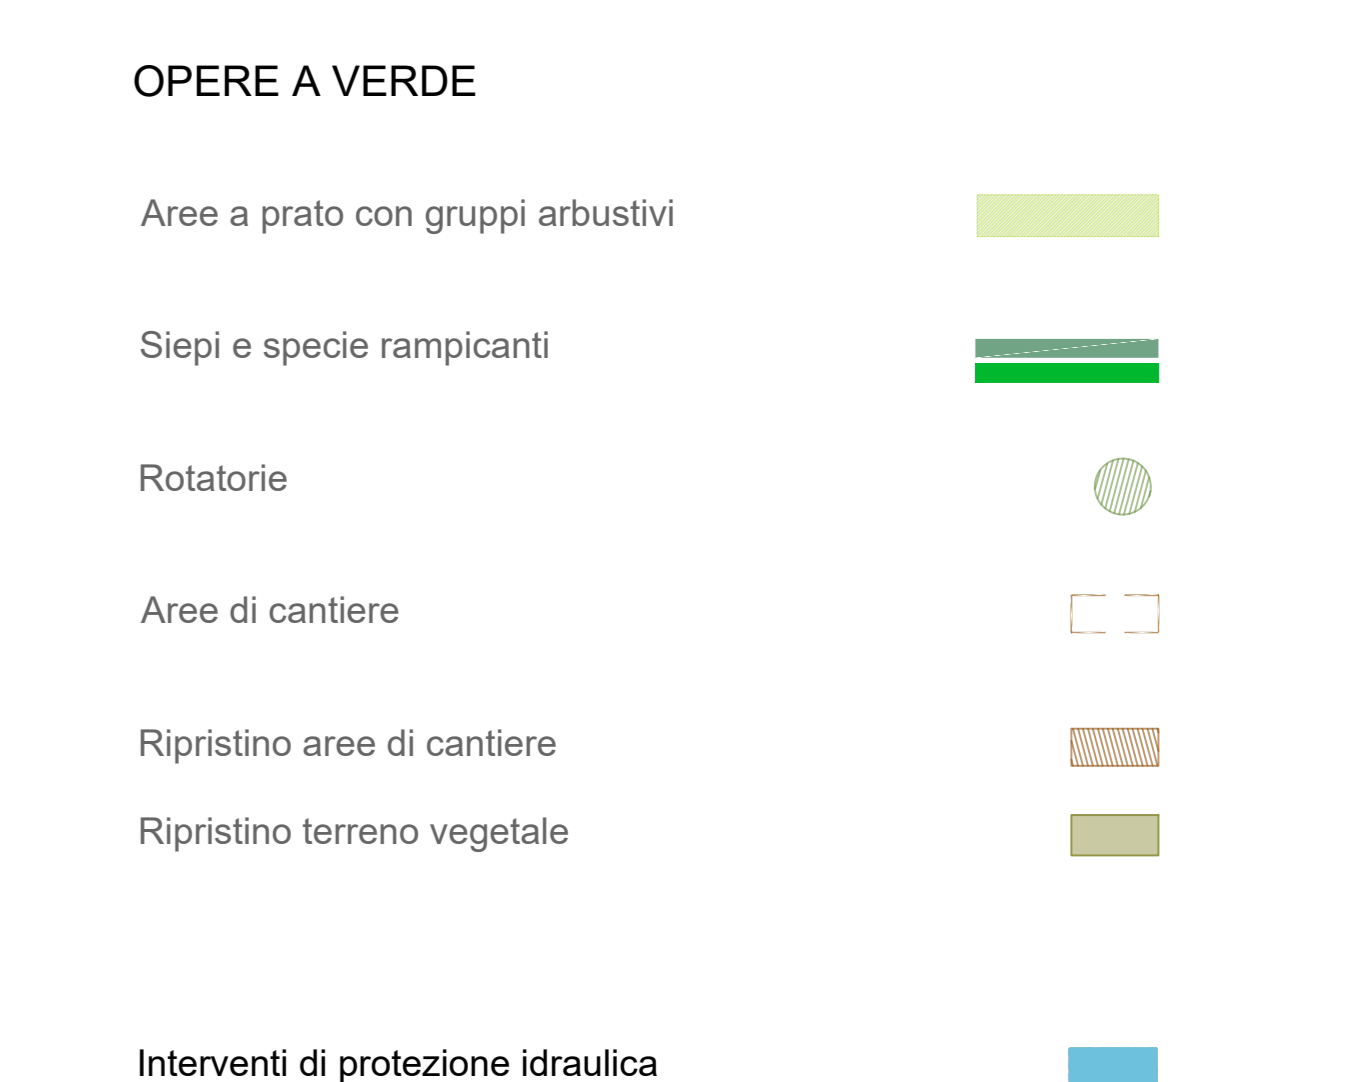 OPERE A VERDE
Aree a prato con gruppi arbustivi
Siepi e specie rampicanti
Rotatorie
Aree di cantiere
Ripristino aree di cantiere
Ripristino terreno vegetale
Interventi di protezione idraulica